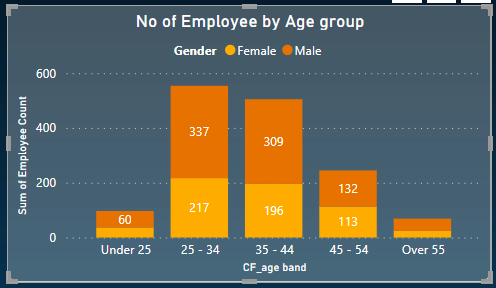 No of Employee by Age group
Gender Female Male
600
400
200
0
Sum of Employee Count
337
309
132
60
217
196
113
Under 25 25 - 34 35 - 44 45 - 54 Over 55
CF_age band